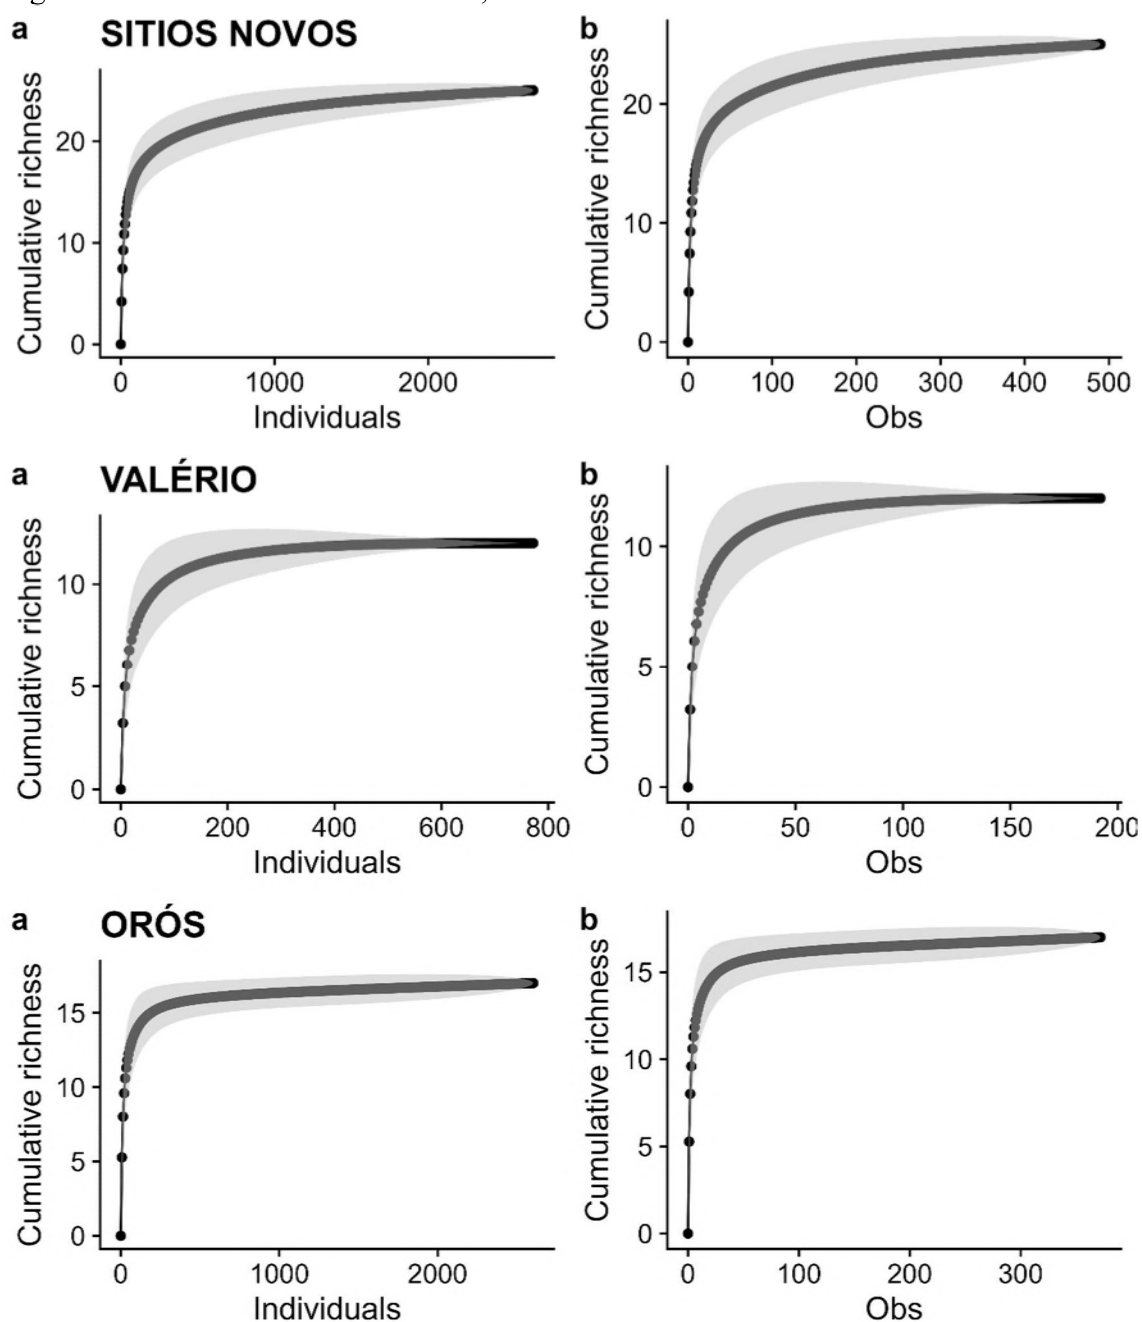 a SITIOS NOVOS
Cumulative richness
20
10
0
0 1000 2000
Individuals
b
Cumulative richness
20
10
0
0 100 200 300 400 500
Obs
a VALÉRIO
Cumulative richness
10
5
0
0 200 400 600 800
Individuals
b
Cumulative richness
10
5
0
0 50 100 150 200
Obs
a ORÓS
Cumulative richness
15
10
5
0
0 1000 2000
Individuals
b
Cumulative richness
15
10
5
0
0 100 200 300
Obs